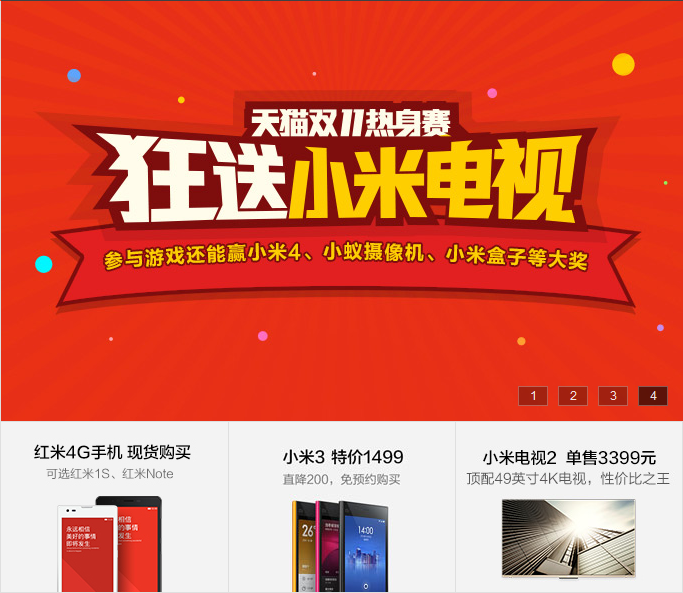 天猫双11热身赛
狂送小米电视
参与游戏还能赢小米4、小蚁摄像机、小米盒子等大奖
1 2 3 4
红米4G手机 现货购买
可选红米1S、红米Note
永远相信
美好的事情
即将发生
相信
的事情
发生
小米3 特价1499
直降200，免预约购买
26°
14:00
小米电视2 单售3399元
顶配49英寸4K电视，性价比之王